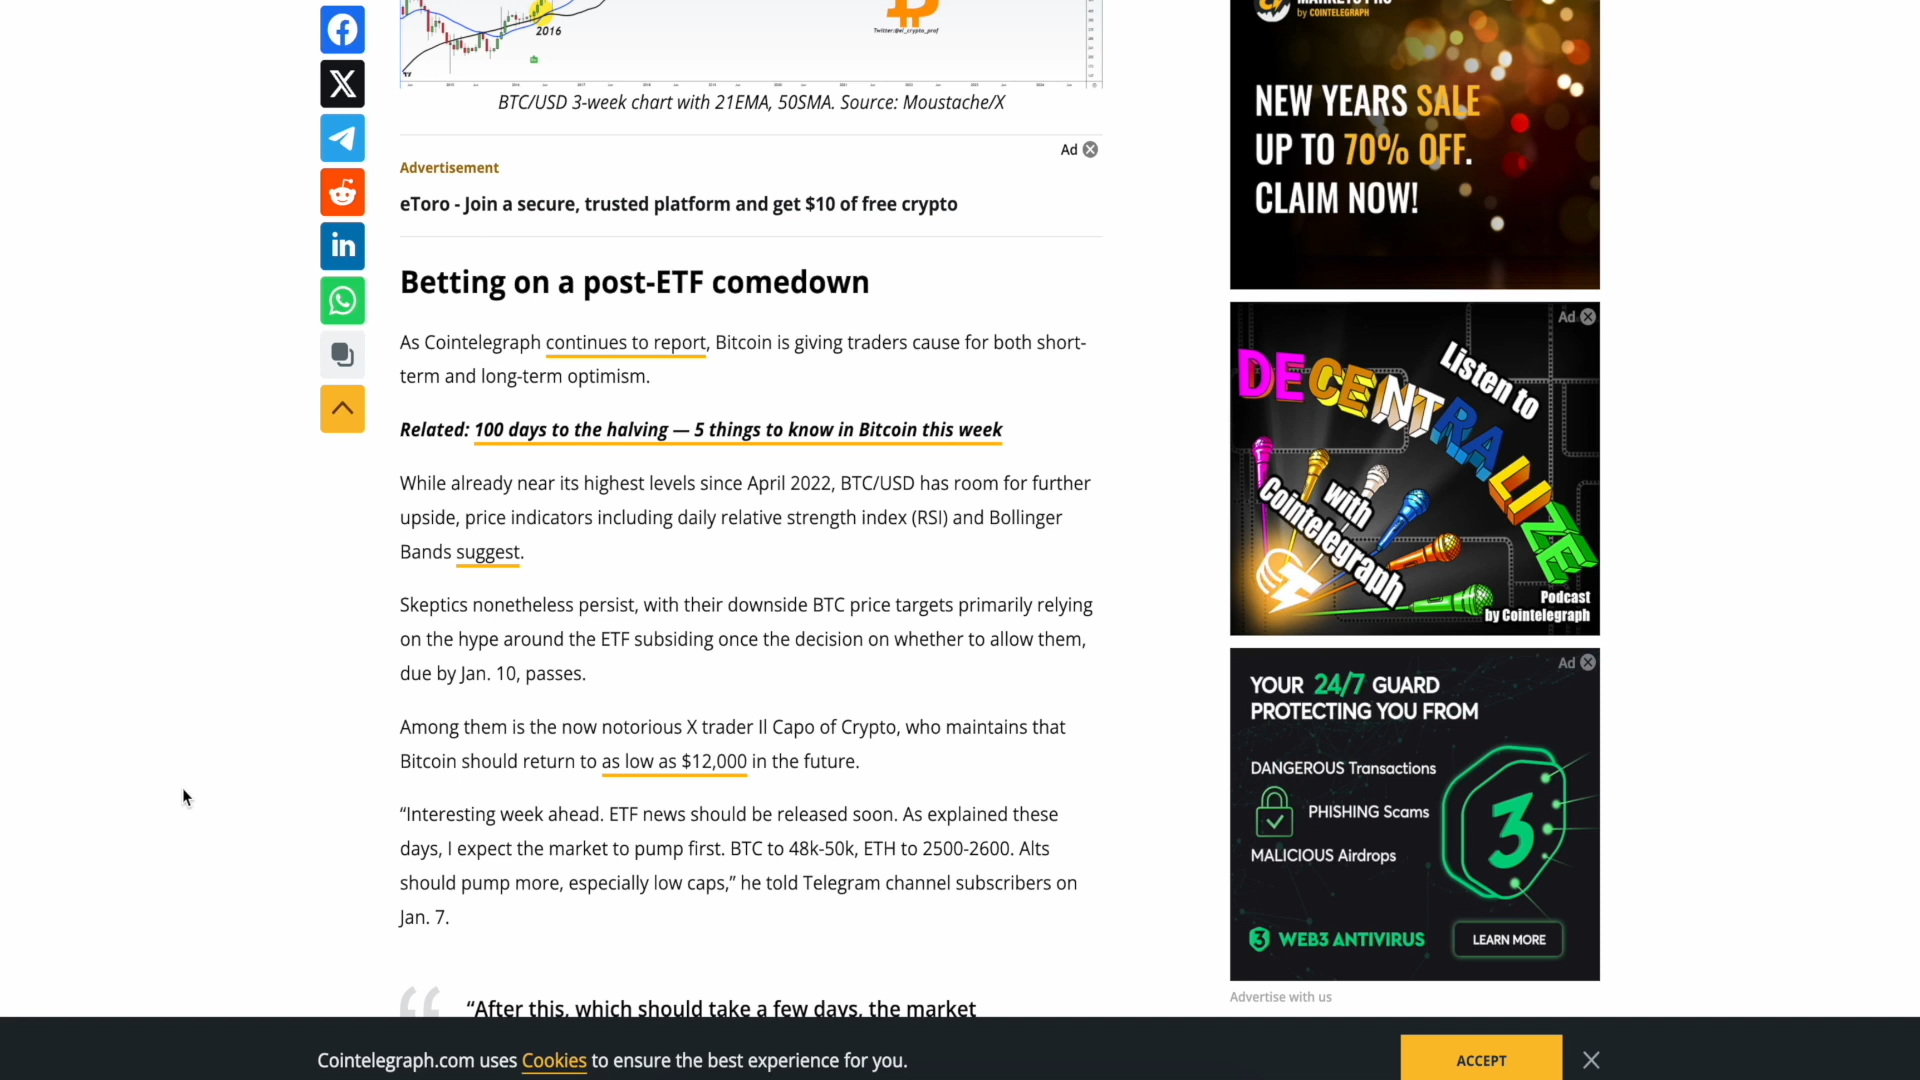 2016
Twitter:@el_crypto_prof
BTC/USD 3-week chart with 21EMA, 50SMA. Source: Moustache/X
Ad
Advertisement
eToro - Join a secure, trusted platform and get $10 of free crypto
Betting on a post-ETF comedown
As Cointelegraph continues to report, Bitcoin is giving traders cause for both short-
term and long-term optimism.
Related: 100 days to the halving — 5 things to know in Bitcoin this week
While already near its highest levels since April 2022, BTC/USD has room for further
upside, price indicators including daily relative strength index (RSI) and Bollinger
Bands suggest.
Skeptics nonetheless persist, with their downside BTC price targets primarily relying
on the hype around the ETF subsiding once the decision on whether to allow them,
due by Jan. 10, passes.
Among them is the now notorious X trader Il Capo of Crypto, who maintains that
Bitcoin should return to as low as $12,000 in the future.
“Interesting week ahead. ETF news should be released soon. As explained these
days, I expect the market to pump first. BTC to 48k-50k, ETH to 2500-2600. Alts
should pump more, especially low caps,” he told Telegram channel subscribers on
Jan. 7.
“After this, which should take a few days, the market
by COINTELEGRAPH
NEW YEARS SALE
UP TO 70% OFF.
CLAIM NOW!
Ad
Listen to
DECENTRALIZE
with
Cointelegraph
Podcast
by Cointelegraph
Ad
YOUR 24/7 GUARD
PROTECTING YOU FROM
DANGEROUS Transactions
PHISHING Scams
MALICIOUS Airdrops
3
3 WEB3 ANTIVIRUS
LEARN MORE
Advertise with us
Cointelegraph.com uses Cookies to ensure the best experience for you.
ACCEPT